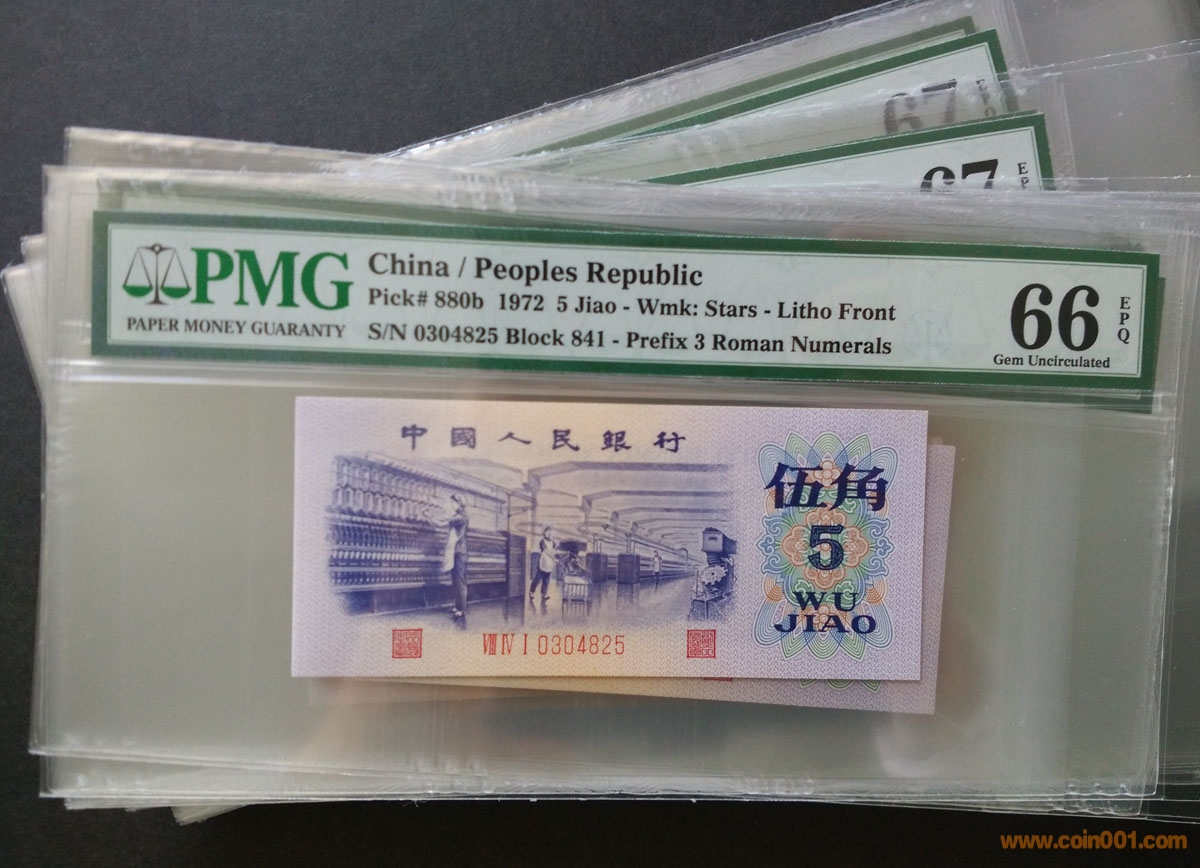 67
EPQ
67
EP
PMG
PAPER MONEY GUARANTY
China / Peoples Republic
Pick# 880b 1972 5 Jiao - Wmk: Stars - Litho Front
S/N 0304825 Block 841 - Prefix 3 Roman Numerals
66
EPQ
Gem Uncirculated
中國人民銀行
伍角
5
WU
JIAO
VIII IV I 0304825
www.coin001.com